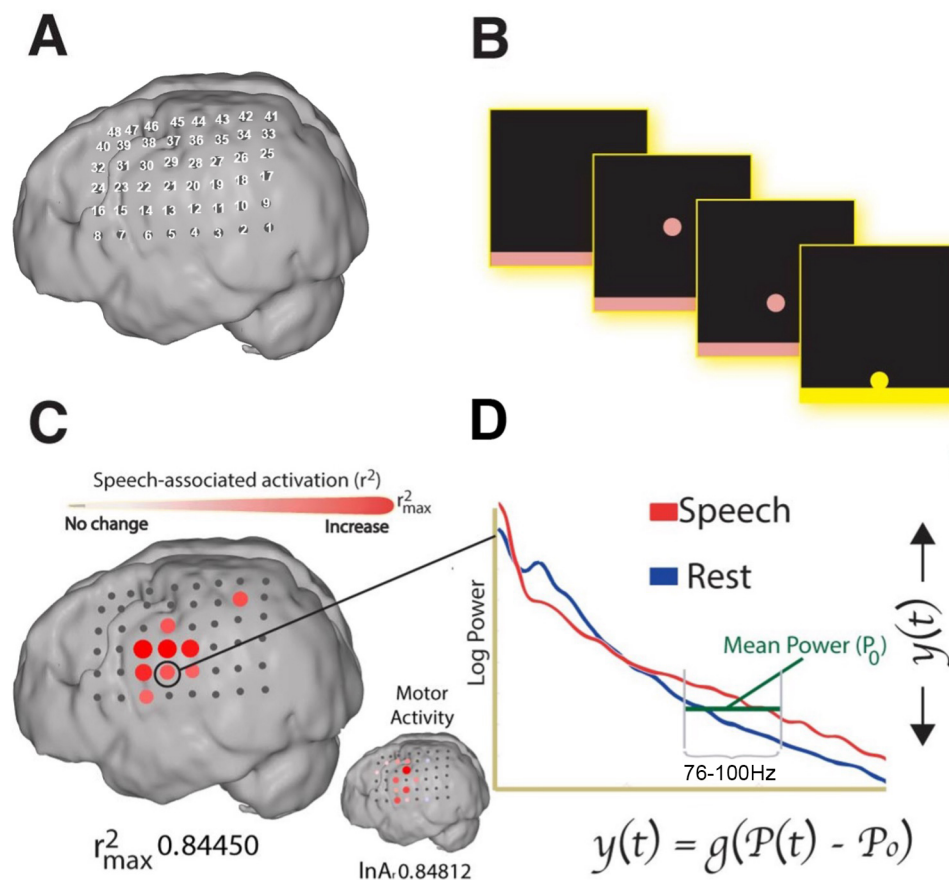 A
48 47 46 45 44 43 42 41
40 39 38 37 36 35 34 33
32 31 30 29 28 27 26 25
24 23 22 21 20 19 18 17
16 15 14 13 12 11 10 9
8 7 6 5 4 3 2 1
B
C
Speech-associated activation (r²)
r²max
No change Increase
Motor
Activity
r²max 0.84450
lnAr 0.84812
D
Speech
Rest
Log Power
Mean Power (P₀)
76-100Hz
y(t)
y(t) = g(P(t) - P₀)